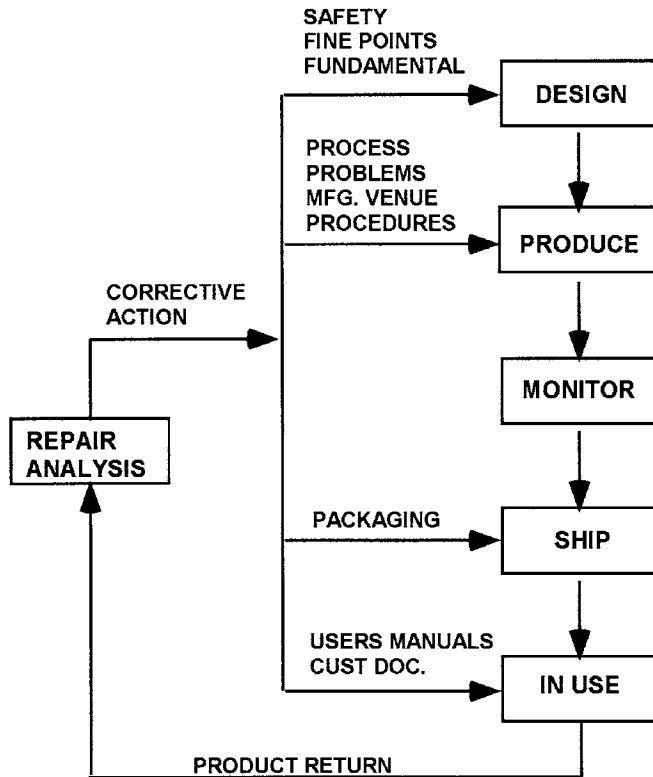 SAFETY
FINE POINTS
FUNDAMENTAL
DESIGN
PROCESS
PROBLEMS
MFG. VENUE
PROCEDURES
PRODUCE
CORRECTIVE
ACTION
MONITOR
REPAIR
ANALYSIS
PACKAGING
SHIP
USERS MANUALS
CUST DOC.
IN USE
PRODUCT RETURN